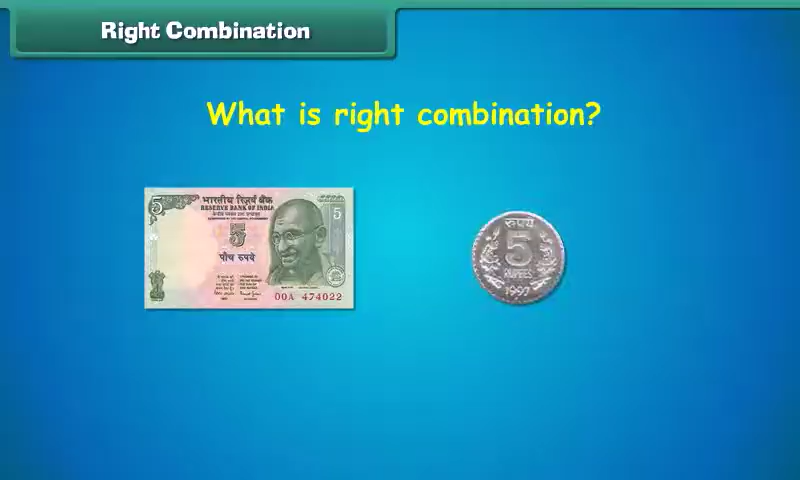 Right Combination
What is right combination?
5
भारतीय रिज़र्व बैंक
RESERVE BANK OF INDIA
5
5
पाँच रुपये
00A 474022
रुपये
5
RUPEES
1997